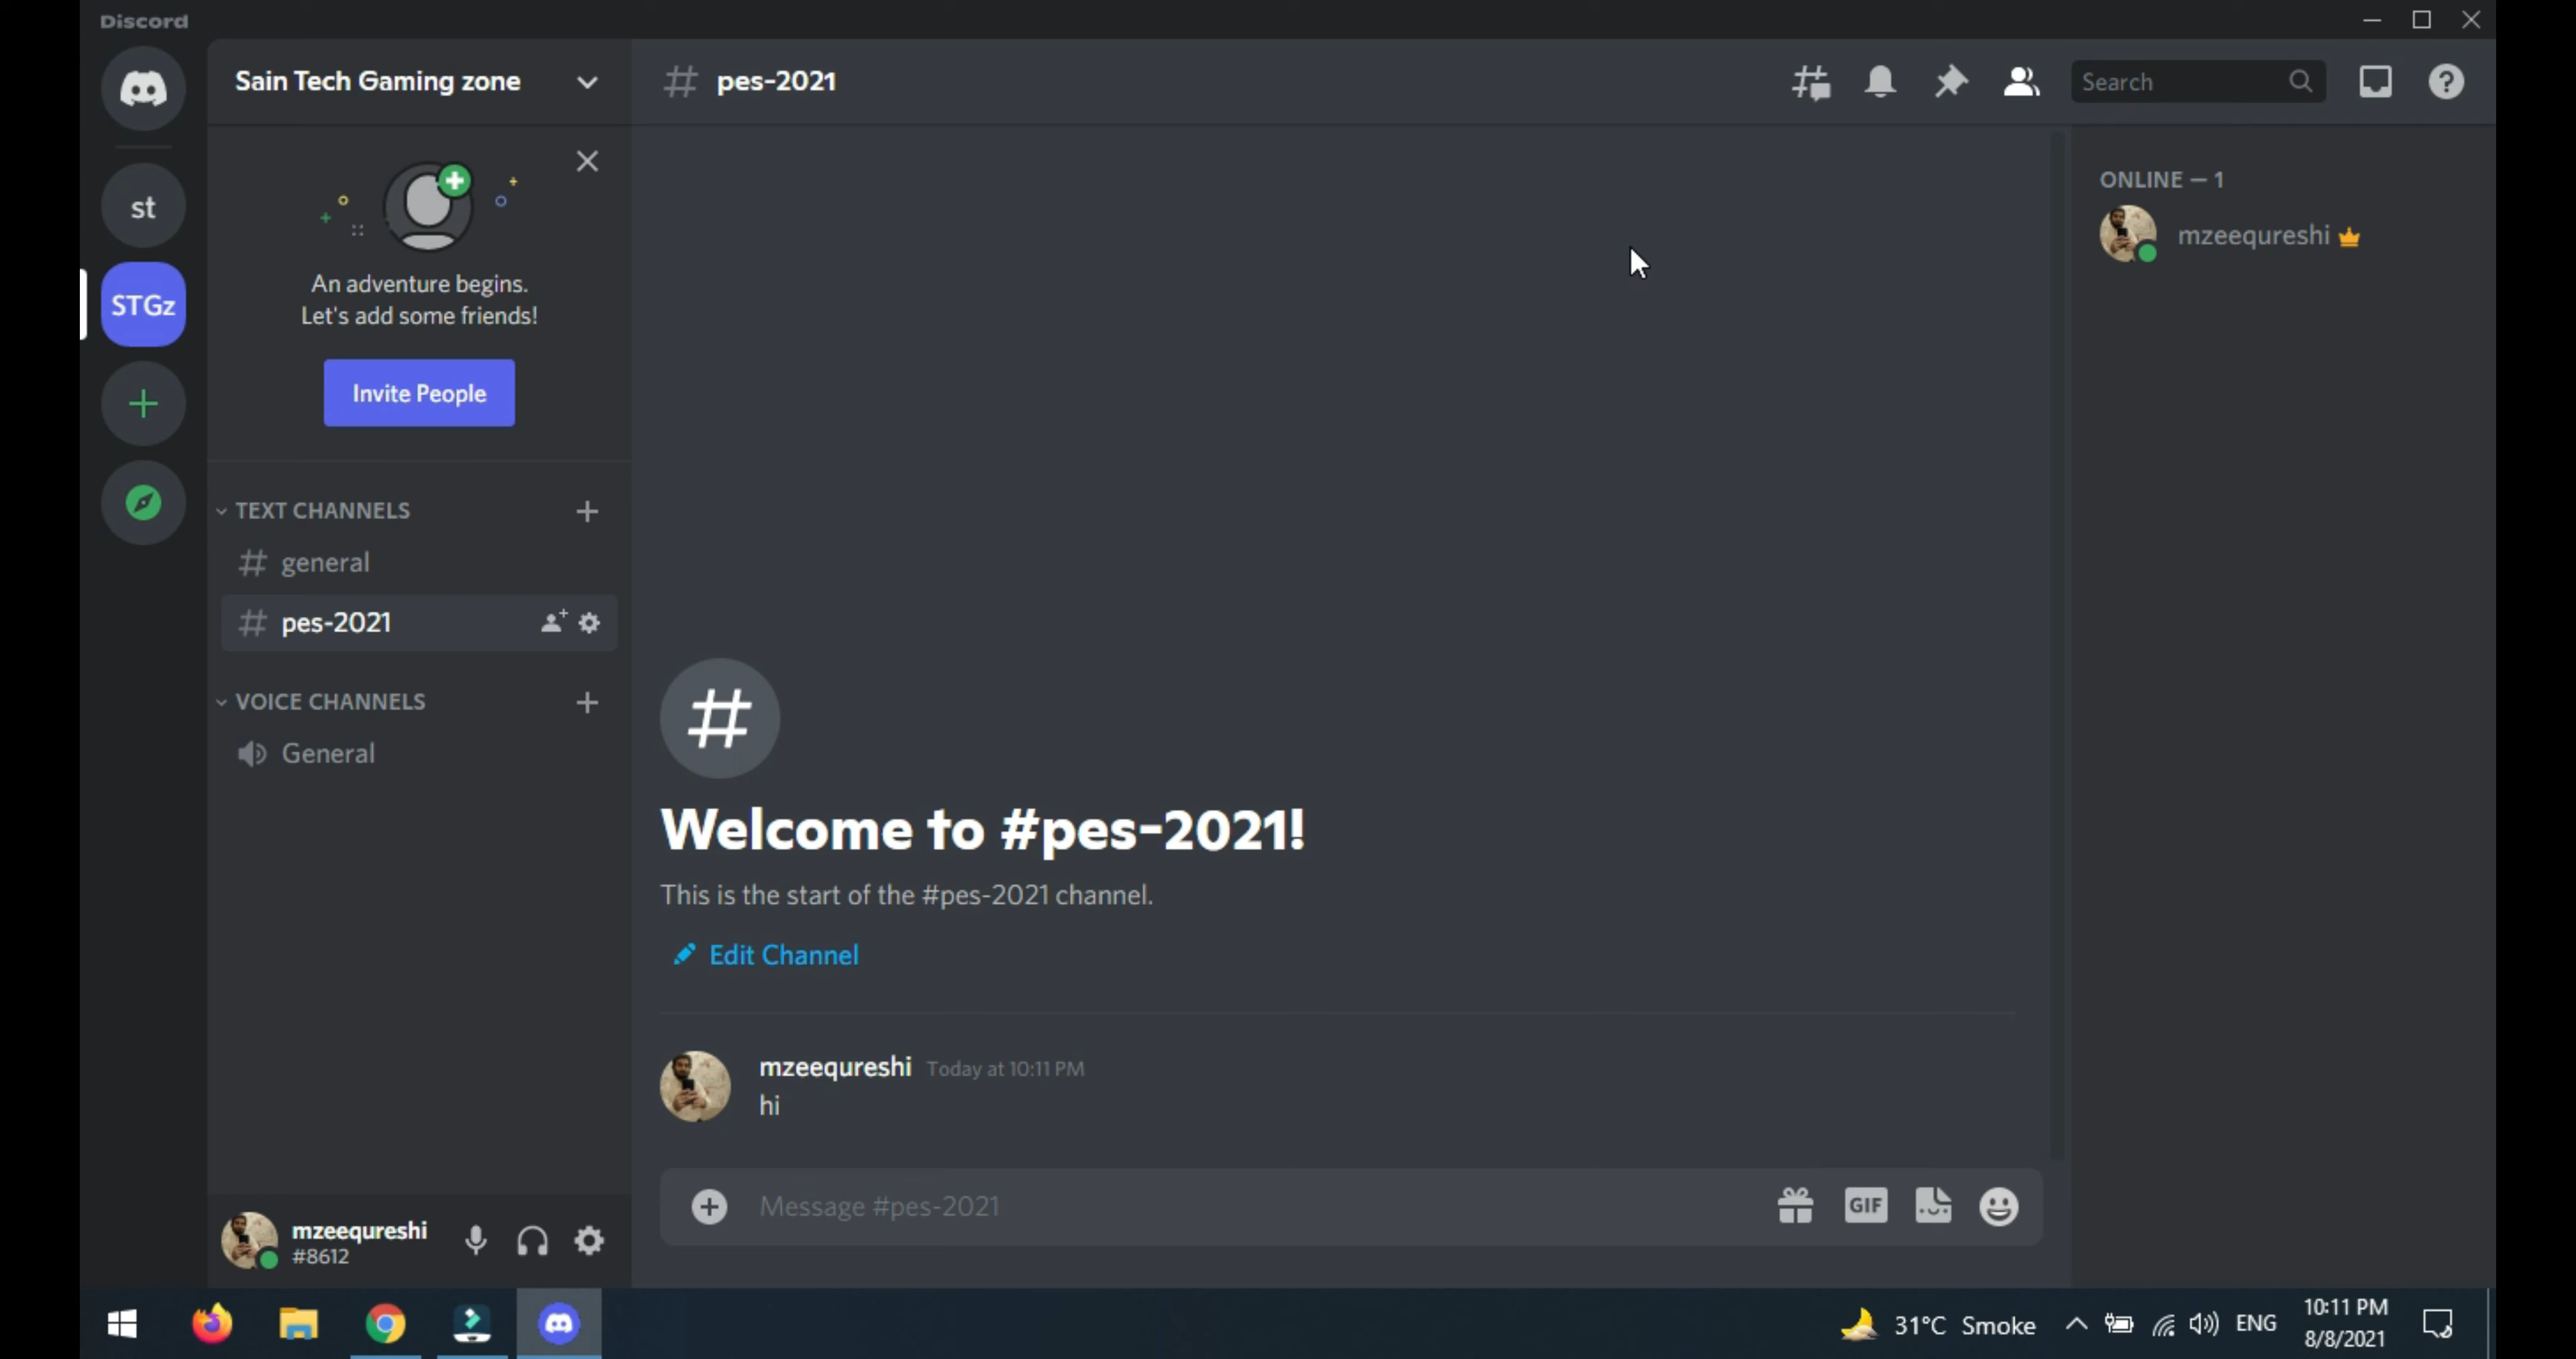 Discord
Sain Tech Gaming zone
pes-2021
Search
st
STGz
An adventure begins.
Let's add some friends!
Invite People
TEXT CHANNELS
general
pes-2021
VOICE CHANNELS
General
mzeequreshi
#8612
#
Welcome to #pes-2021!
This is the start of the #pes-2021 channel.
Edit Channel
mzeequreshi Today at 10:11 PM
hi
Message #pes-2021
GIF
ONLINE — 1
mzeequreshi
31°C Smoke
ENG
10:11 PM
8/8/2021